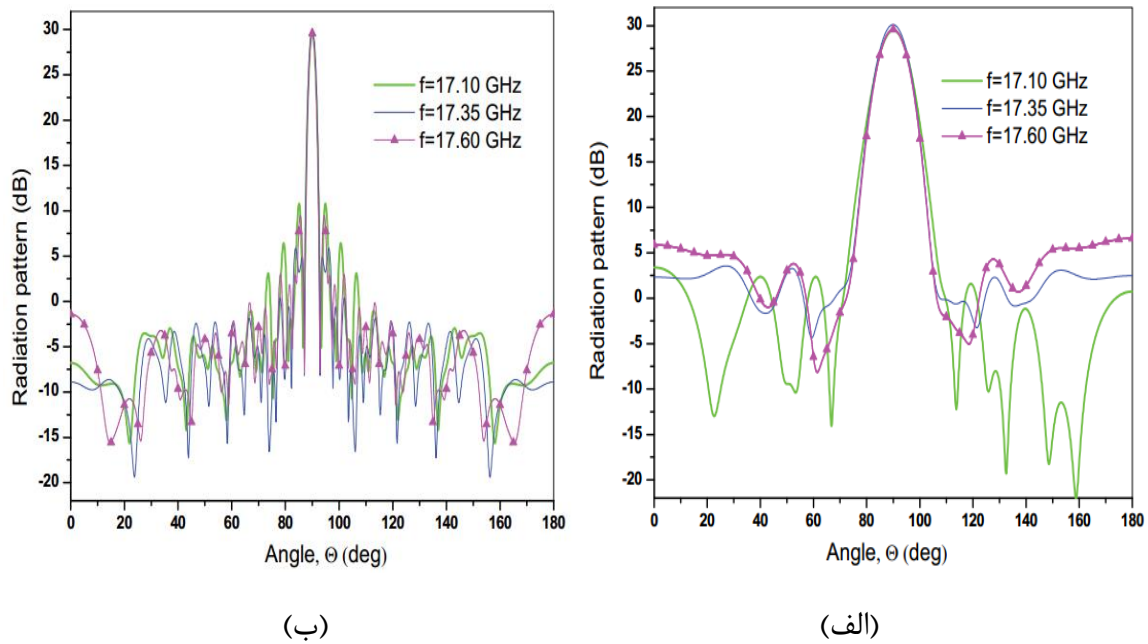 30
25
20
15
10
5
0
-5
-10
-15
-20
Radiation pattern (dB)
f=17.10 GHz
f=17.35 GHz
f=17.60 GHz
0 20 40 60 80 100 120 140 160 180
Angle, Θ (deg)
(ب)
30
25
20
15
10
5
0
-5
-10
-15
-20
Radiation pattern (dB)
f=17.10 GHz
f=17.35 GHz
f=17.60 GHz
0 20 40 60 80 100 120 140 160 180
Angle, Θ (deg)
(الف)